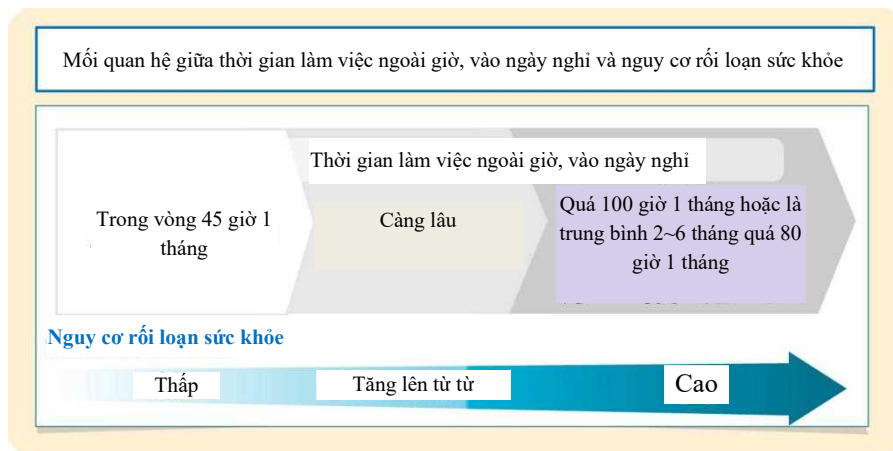 Mối quan hệ giữa thời gian làm việc ngoài giờ, vào ngày nghỉ và nguy cơ rối loạn sức khỏe
Thời gian làm việc ngoài giờ, vào ngày nghỉ
Trong vòng 45 giờ 1
tháng
Càng lâu
Quá 100 giờ 1 tháng hoặc là
trung bình 2~6 tháng quá 80
giờ 1 tháng
Nguy cơ rối loạn sức khỏe
Thấp
Tăng lên từ từ
Cao